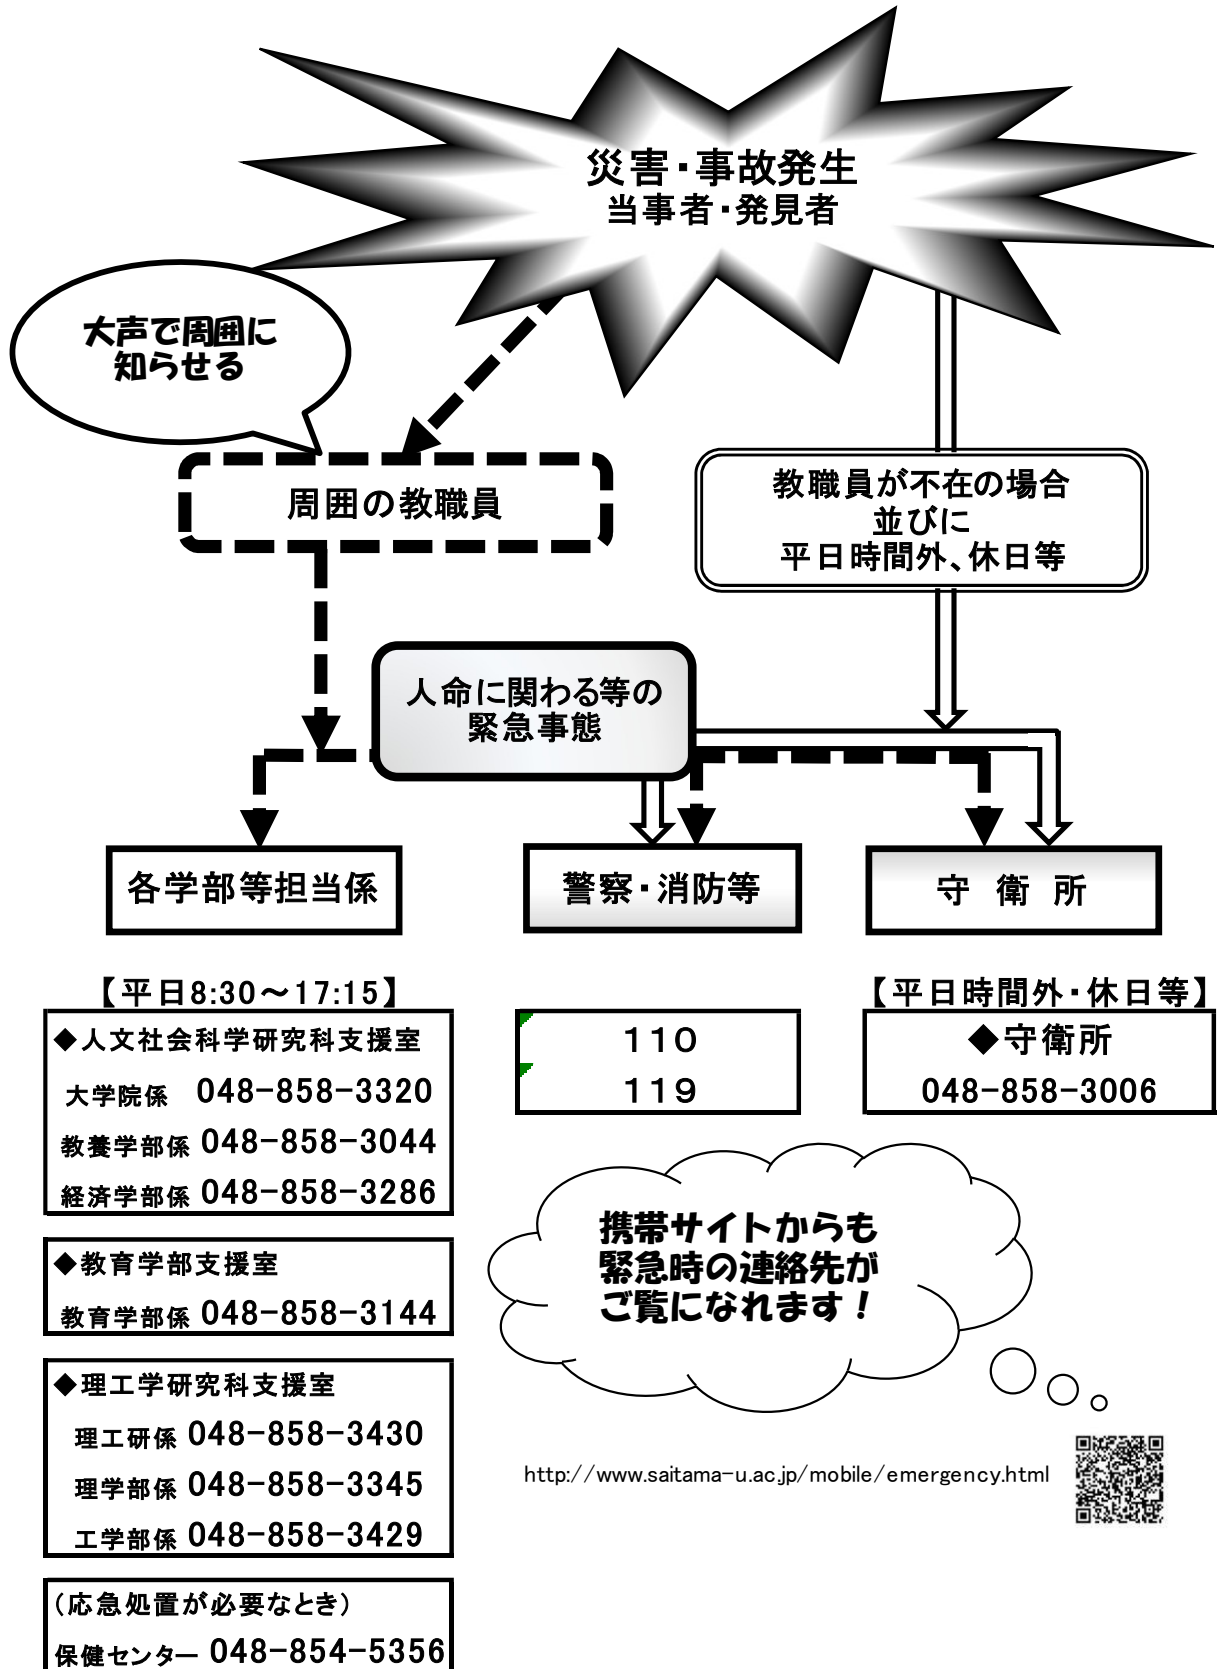 災害・事故発生
当事者・発見者
大声で周囲に
知らせる
周囲の教職員
教職員が不在の場合
並びに
平日時間外、休日等
人命に関わる等の
緊急事態
各学部等担当係
警察・消防等
守 衛 所
【平日8:30～17:15】
◆人文社会科学研究科支援室
大学院係 048-858-3320
教養学部係 048-858-3044
経済学部係 048-858-3286
◆教育学部支援室
教育学部係 048-858-3144
◆理工学研究科支援室
理工研係 048-858-3430
理学部係 048-858-3345
工学部係 048-858-3429
（応急処置が必要なとき）
保健センター 048-854-5356
110
119
【平日時間外・休日等】
◆守衛所
048-858-3006
携帯サイトからも
緊急時の連絡先が
ご覧になれます！
http://www.saitama-u.ac.jp/mobile/emergency.html